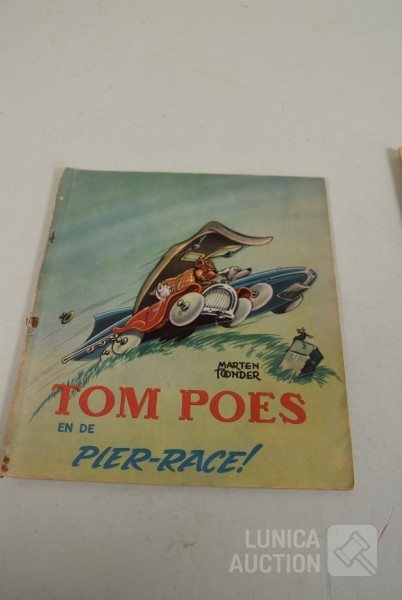 MARTEN
TOONDER
TOM POES
EN DE
PIER-RACE!
LUNICA
AUCTION